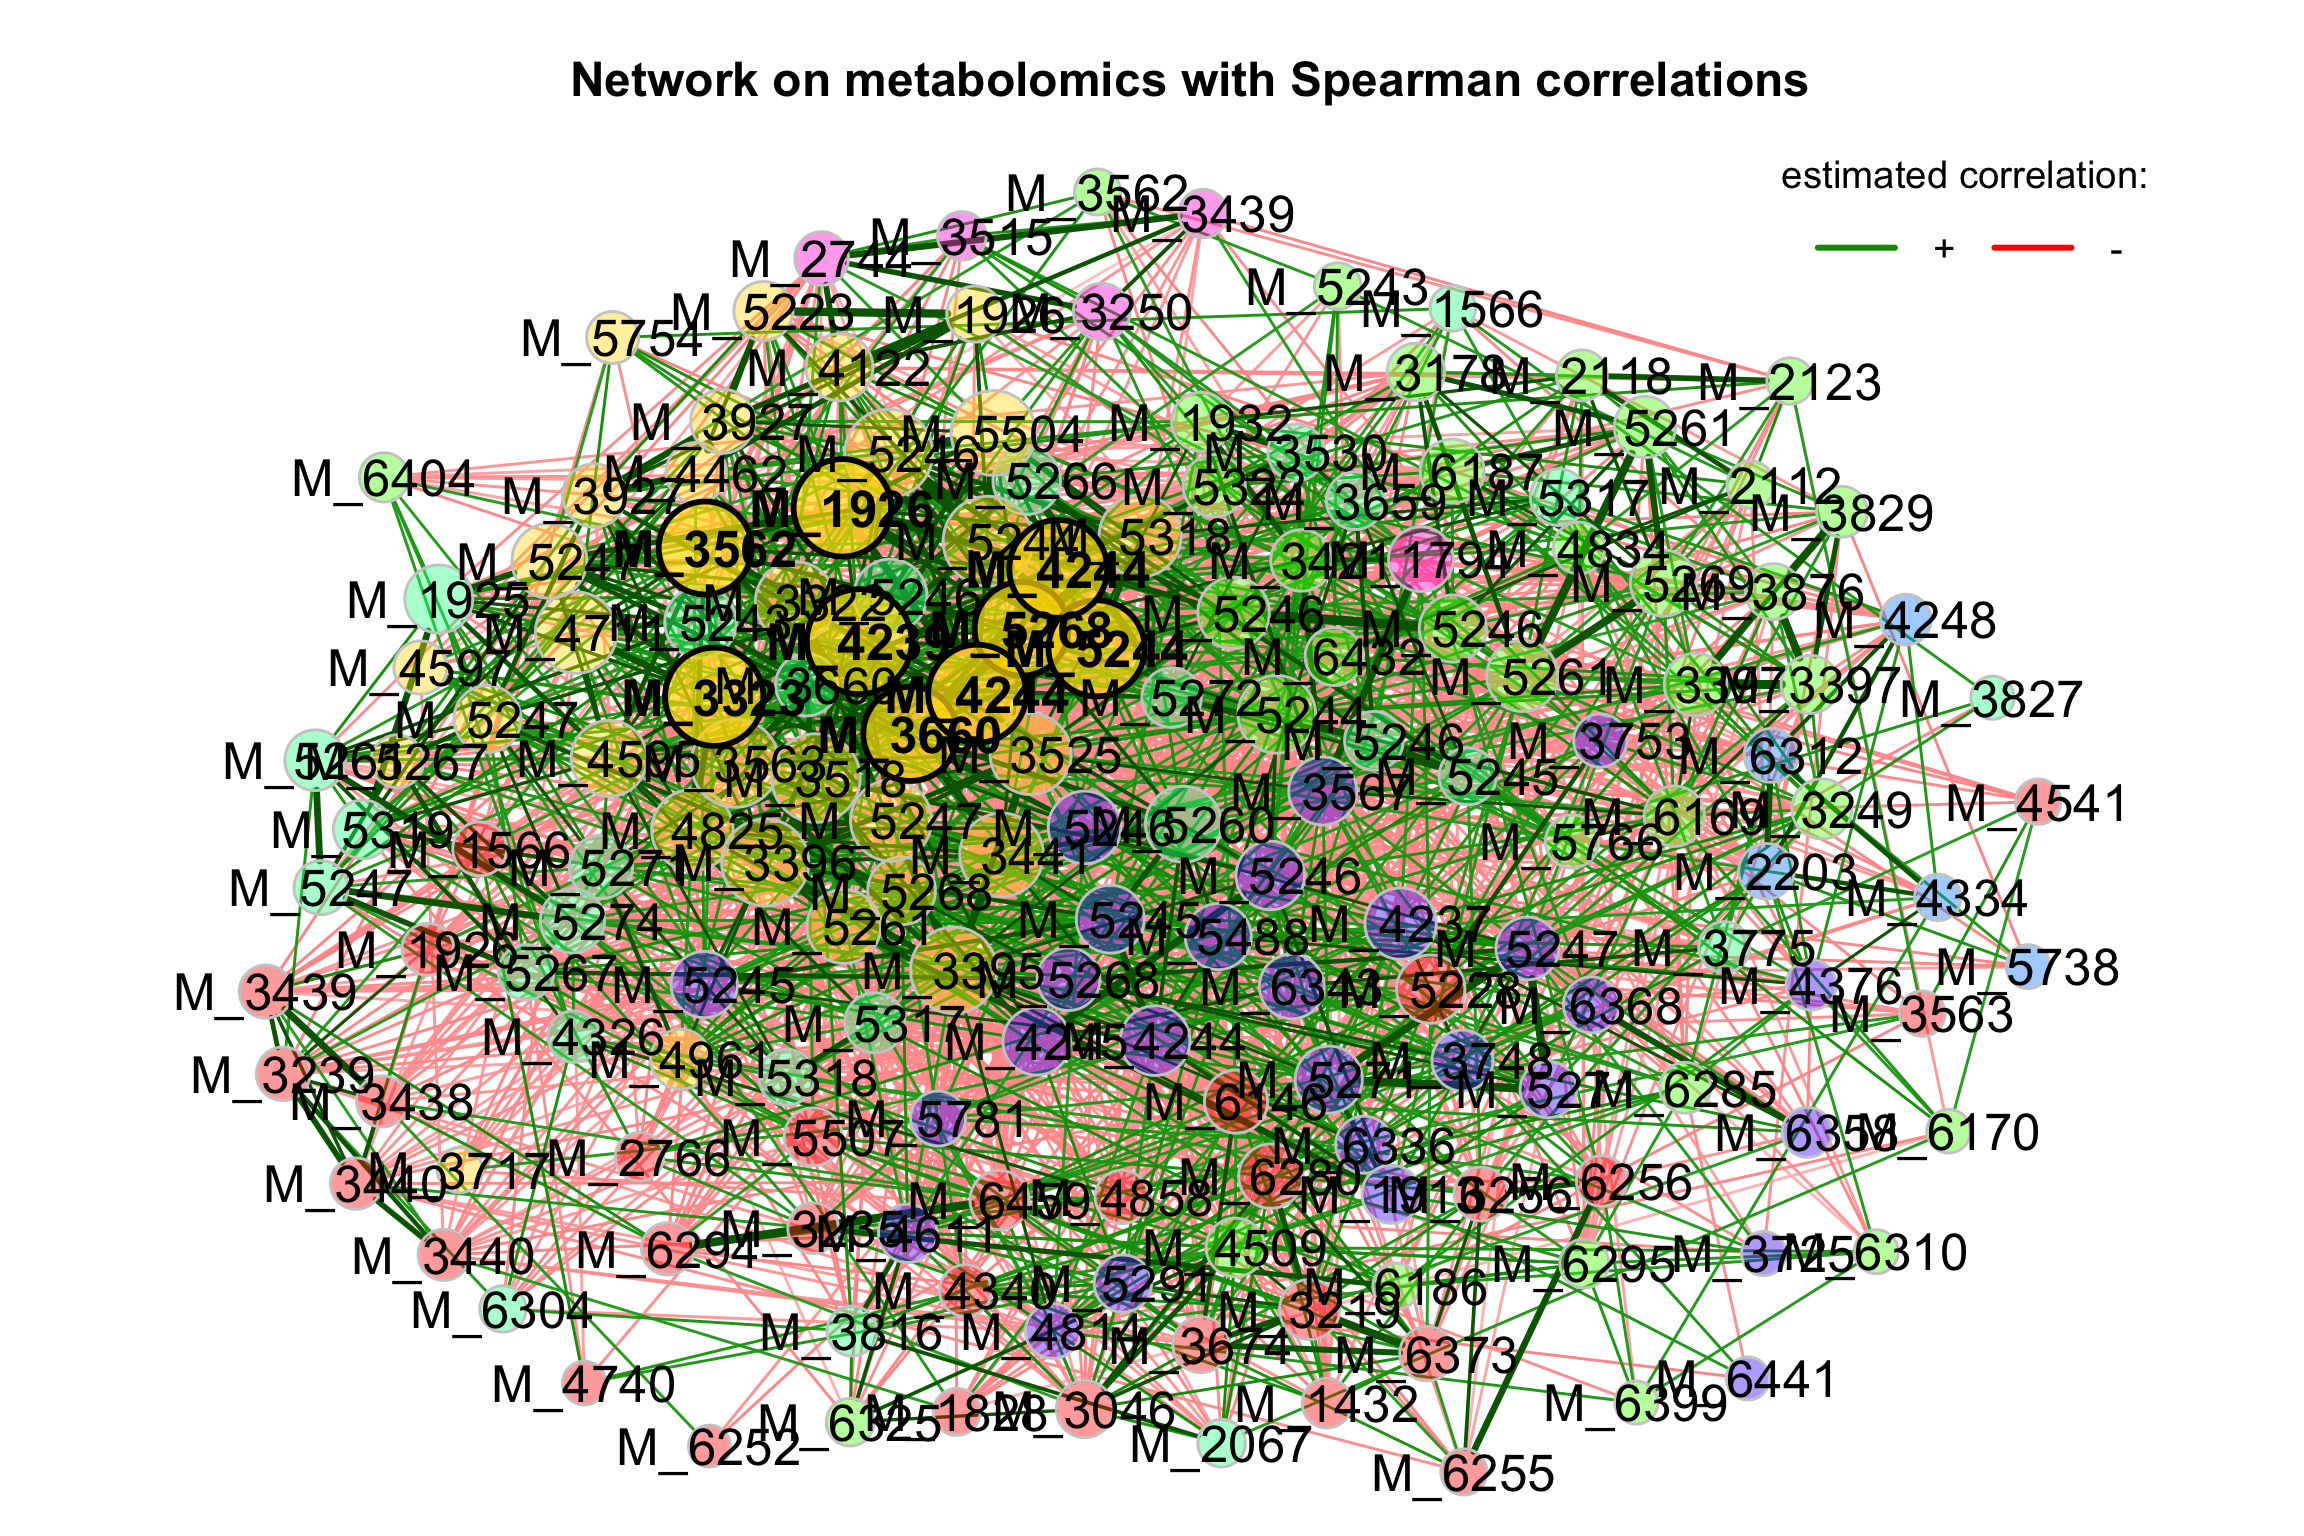 Network on metabolomics with Spearman correlations
estimated correlation:
+
-
M_3562
M_3439
M_3515
M_2744
M_5243
M_1566
M_3250
M_1926
M_5223
M_5754
M_4122
M_3178
M_2118
M_2123
M_3927
M_5504
M_1932
M_5261
M_5246
M_3530
M_4462
M_6404
M_3927
M_5266
M_6187
M_5317
M_2112
M_3829
M_3659
M_1926
M_3562
M_5318
M_1794
M_4834
M_4244
M_5269
M_3876
M_5247
M_1925
M_5246
M_5246
M_5246
M_4248
M_4239
M_5268
M_5244
M_6432
M_4597
M_5261
M_3397
M_3827
M_3323
M_3660
M_4244
M_5272
M_5244
M_5247
M_3660
M_3753
M_6312
M_5246
M_5267
M_3563
M_3518
M_3525
M_5245
M_3567
M_4541
M_3249
M_6169
M_5766
M_5319
M_4825
M_5247
M_5246
M_5260
M_1566
M_3396
M_3441
M_5246
M_2203
M_5247
M_5268
M_4334
M_5274
M_5261
M_5245
M_5488
M_4237
M_5247
M_3775
M_1926
M_5267
M_5245
M_3395
M_5268
M_6343
M_5228
M_6368
M_4376
M_5738
M_3439
M_3563
M_4326
M_5317
M_4244
M_3748
M_4961
M_5318
M_5271
M_6285
M_3239
M_3438
M_6146
M_5781
M_5507
M_6336
M_6358
M_6170
M_2766
M_3717
M_3440
M_6280
M_6256
M_6256
M_4858
M_3440
M_6294
M_4611
M_4509
M_6295
M_3725
M_6310
M_6304
M_4340
M_5291
M_6186
M_3816
M_4814
M_3219
M_3674
M_6373
M_4740
M_6441
M_6399
M_1432
M_3046
M_1828
M_6325
M_6252
M_2067
M_6255